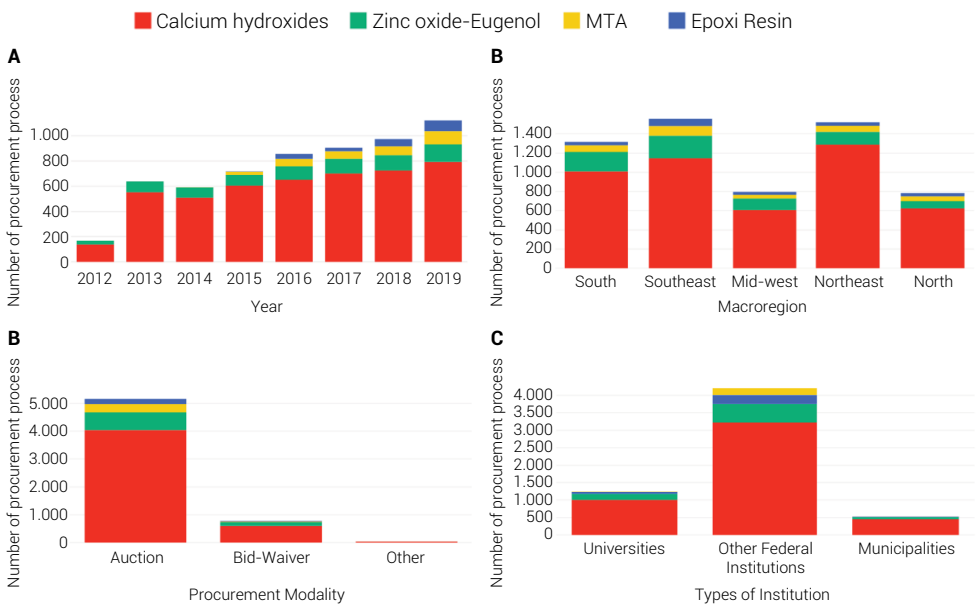 Calcium hydroxides Zinc oxide-Eugenol MTA Epoxi Resin
A
Number of procurement process
1.000
800
600
400
200
0
2012 2013 2014 2015 2016 2017 2018 2019
Year
B
Number of procurement process
1.400
1.200
1.000
800
600
400
200
0
South Southeast Mid-west Northeast North
Macroregion
B
Number of procurement process
5.000
4.000
3.000
2.000
1.000
0
Auction Bid-Waiver Other
Procurement Modality
C
Number of procurement process
4.000
3.500
3.000
2.500
2.000
1.500
1.000
500
0
Universities Other Federal Municipalities
Institutions
Types of Institution